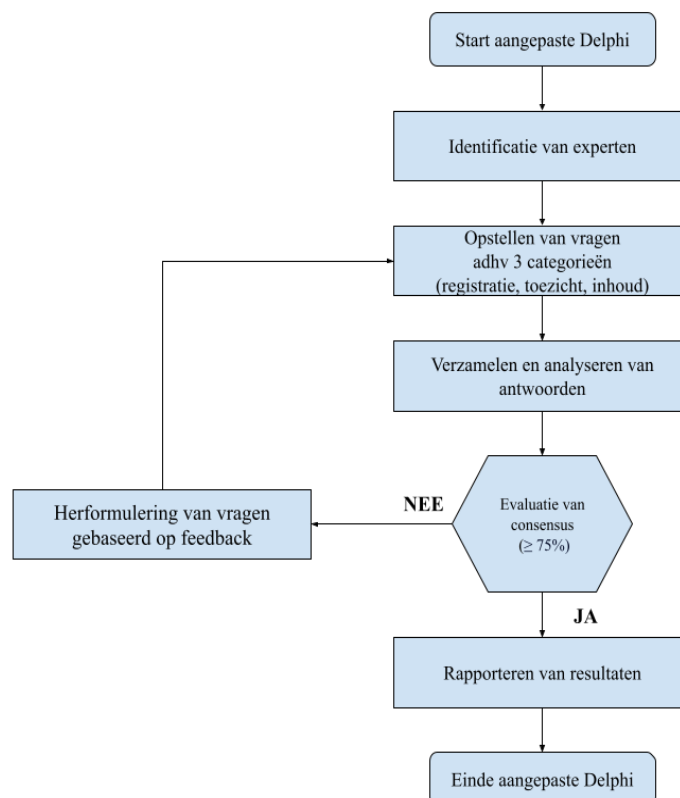 Start aangepaste Delphi
Identificatie van experten
Opstellen van vragen
adhv 3 categorieën
(registratie, toezicht, inhoud)
Verzamelen en analyseren van
antwoorden
Evaluatie van
consensus
(≥ 75%)
NEE
Herformulering van vragen
gebaseerd op feedback
JA
Rapporteren van resultaten
Einde aangepaste Delphi